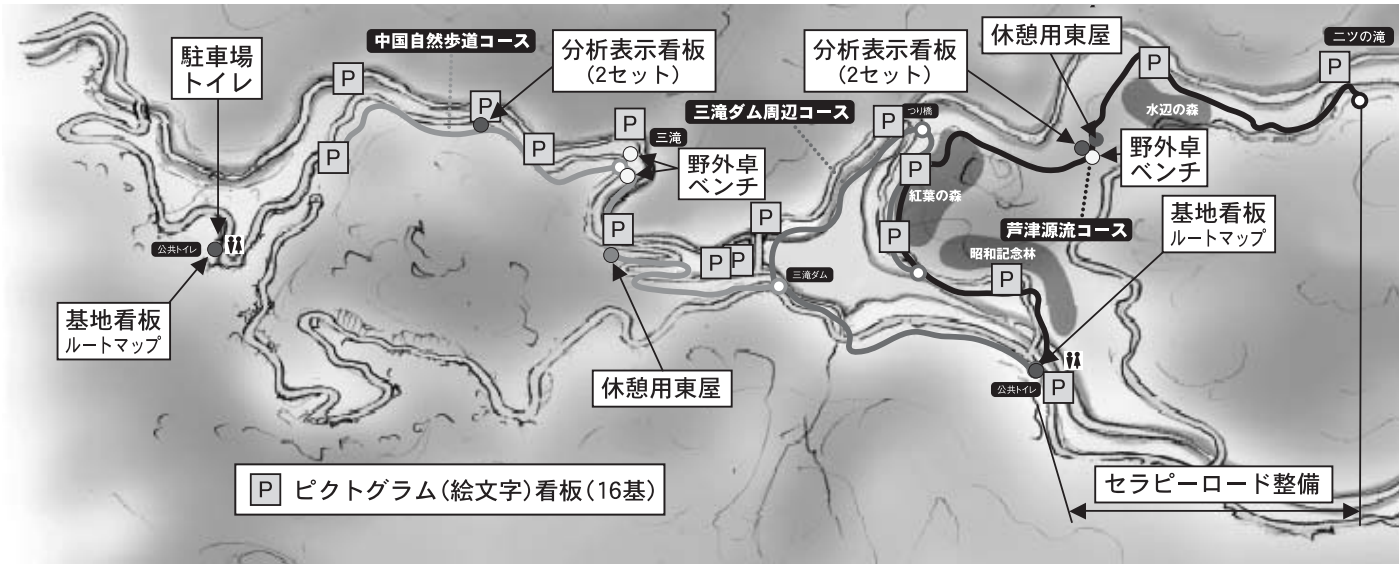 駐車場
トイレ
中国自然歩道コース
分析表示看板
(2セット)
分析表示看板
(2セット)
休憩用東屋
二ツの滝
P
P
P
P
P
P
三滝
野外卓
ベンチ
三滝ダム周辺コース
つり橋
P
P
紅葉の森
水辺の森
P
P
野外卓
ベンチ
芦津源流コース
基地看板
ルートマップ
昭和記念林
公共トイレ
基地看板
ルートマップ
P
P
P
P
三滝ダム
P
P
休憩用東屋
公共トイレ
P
P ピクトグラム(絵文字)看板(16基)
セラピーロード整備